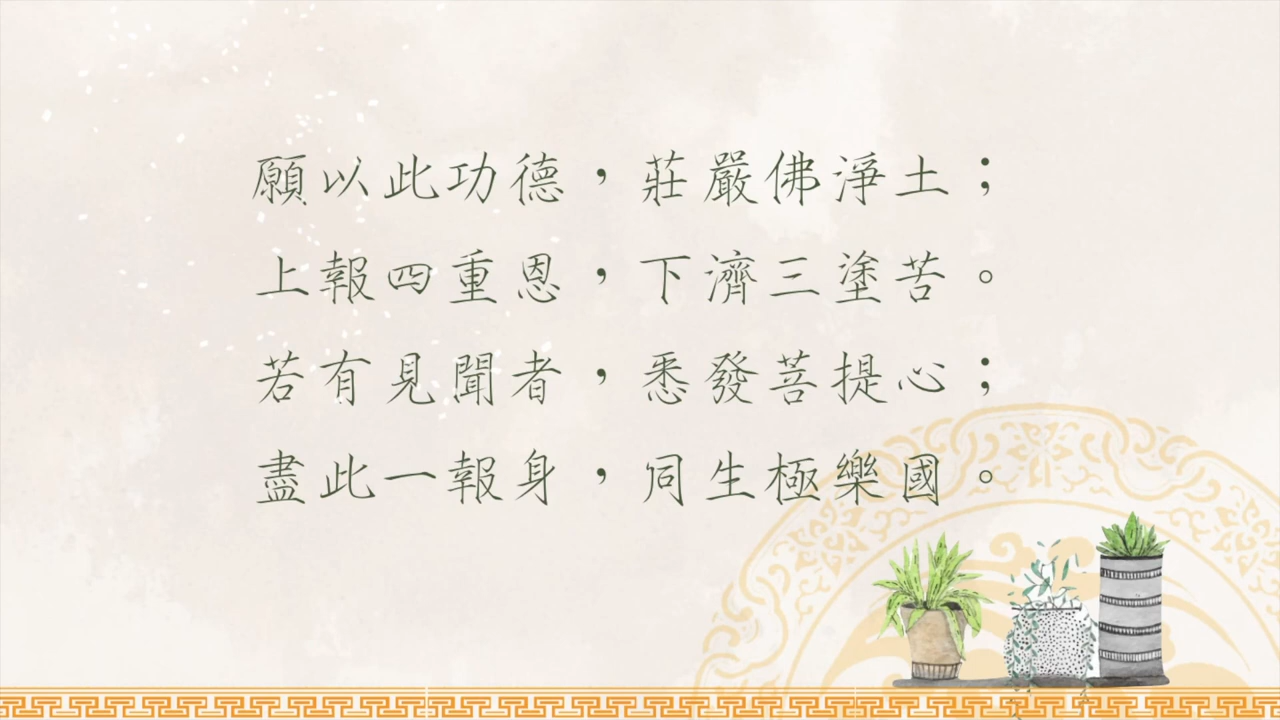 願以此功德，莊嚴佛淨土；
上報四重恩，下濟三塗苦。
若有見聞者，悉發菩提心；
盡此一報身，同生極樂國。